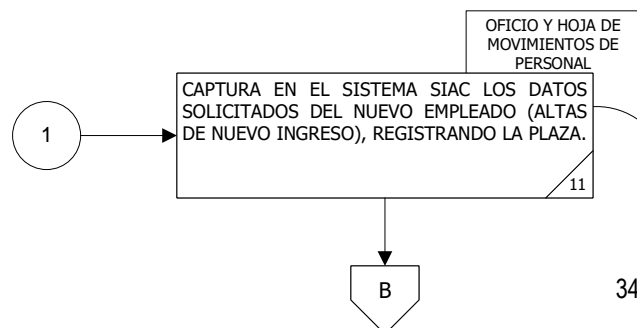 OFICIO Y HOJA DE
MOVIMIENTOS DE
PERSONAL
CAPTURA EN EL SISTEMA SIAC LOS DATOS
SOLICITADOS DEL NUEVO EMPLEADO (ALTAS
DE NUEVO INGRESO), REGISTRANDO LA PLAZA.
1
11
B
34